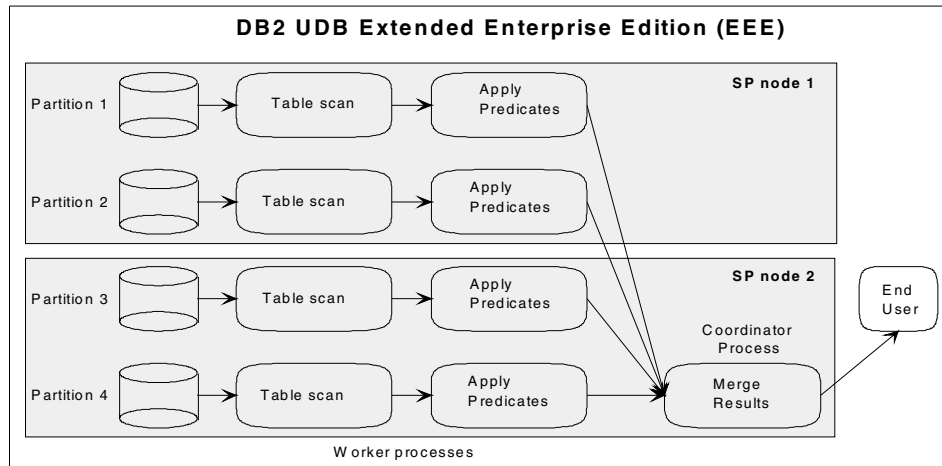 DB2 UDB Extended Enterprise Edition (EEE)
SP node 1
Partition 1
Table scan
Apply
Predicates
Partition 2
Table scan
Apply
Predicates
SP node 2
Partition 3
Table scan
Apply
Predicates
End
User
Coordinator
Process
Partition 4
Table scan
Apply
Predicates
Merge
Results
Worker processes